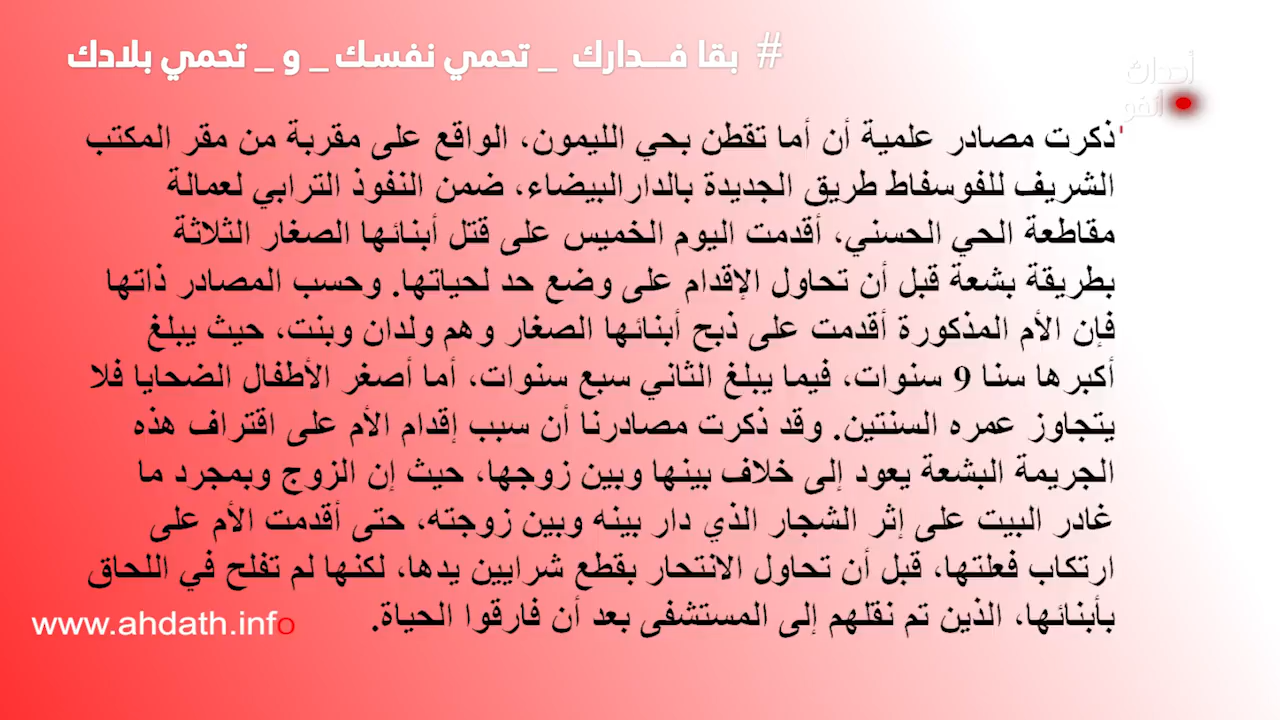 # بقا فـــدارك _ تحمي نفسك _ و _ تحمي بلادك
أحداث
أنفو
ذكرت مصادر علمية أن أما تقطن بحي الليمون، الواقع على مقربة من مقر المكتب
الشريف للفوسفاط طريق الجديدة بالدارالبيضاء، ضمن النفوذ الترابي لعمالة
مقاطعة الحي الحسني، أقدمت اليوم الخميس على قتل أبنائها الصغار الثلاثة
بطريقة بشعة قبل أن تحاول الإقدام على وضع حد لحياتها. وحسب المصادر ذاتها
فإن الأم المذكورة أقدمت على ذبح أبنائها الصغار وهم ولدان وبنت، حيث يبلغ
أكبرها سنا 9 سنوات، فيما يبلغ الثاني سبع سنوات، أما أصغر الأطفال الضحايا فلا
يتجاوز عمره السنتين. وقد ذكرت مصادرنا أن سبب إقدام الأم على اقتراف هذه
الجريمة البشعة يعود إلى خلاف بينها وبين زوجها، حيث إن الزوج وبمجرد ما
غادر البيت على إثر الشجار الذي دار بينه وبين زوجته، حتى أقدمت الأم على
ارتكاب فعلتها، قبل أن تحاول الانتحار بقطع شرايين يدها، لكنها لم تفلح في اللحاق
بأبنائها، الذين تم نقلهم إلى المستشفى بعد أن فارقوا الحياة.
www.ahdath.info